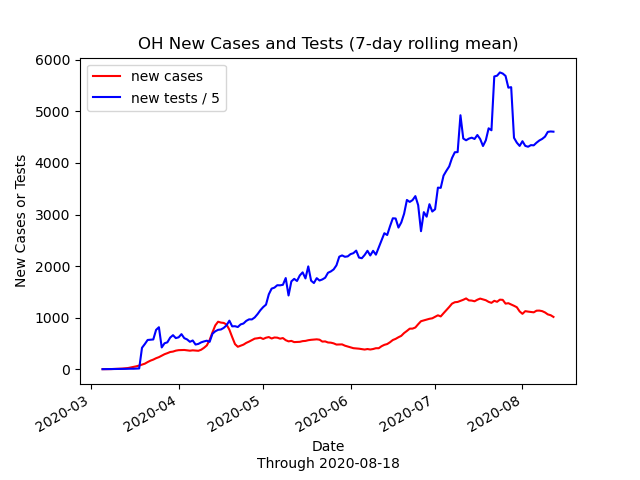 OH New Cases and Tests (7-day rolling mean)
new cases
new tests / 5
6000
5000
4000
3000
2000
1000
0
New Cases or Tests
2020-03
2020-04
2020-05
2020-06
2020-07
2020-08
Date
Through 2020-08-18